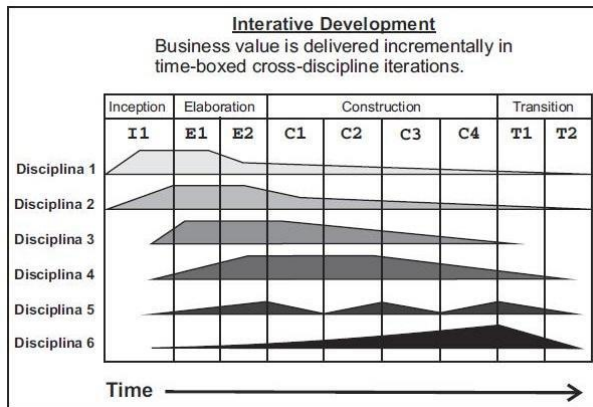 Interative Development
Business value is delivered incrementally in
time-boxed cross-discipline iterations.
Inception Elaboration Construction Transition
I1 E1 E2 C1 C2 C3 C4 T1 T2
Disciplina 1
Disciplina 2
Disciplina 3
Disciplina 4
Disciplina 5
Disciplina 6
Time